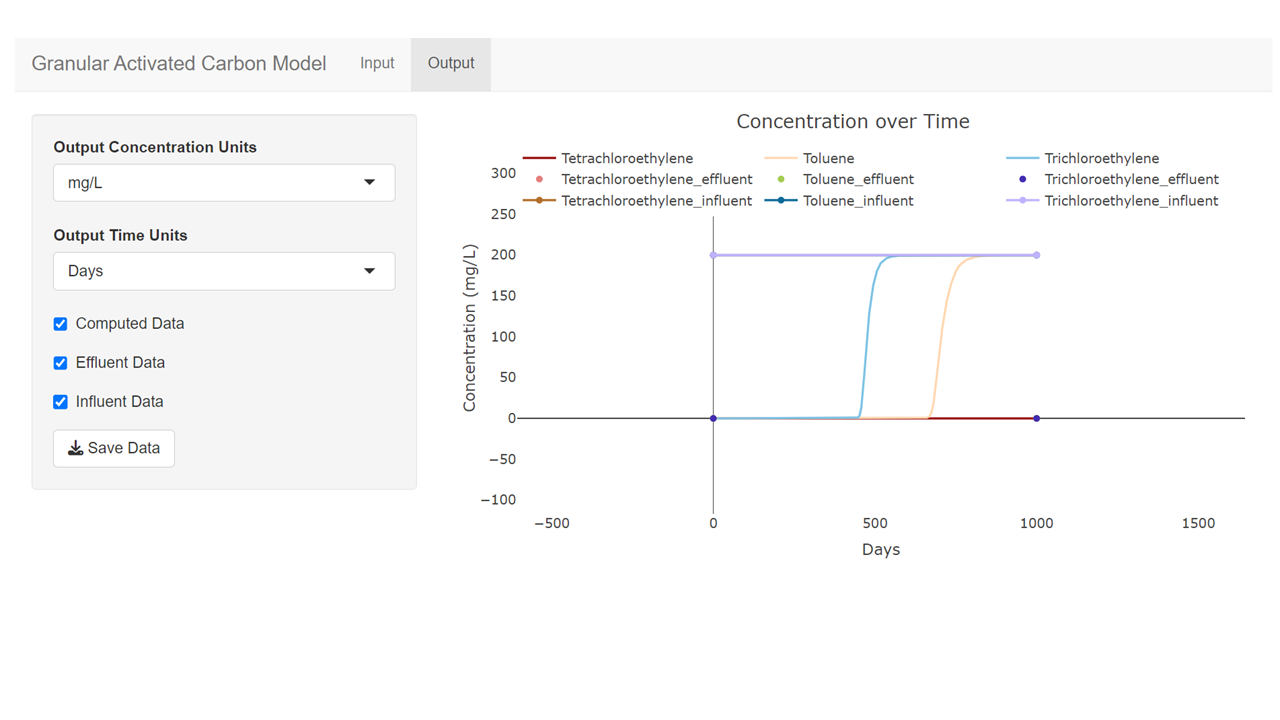 Granular Activated Carbon Model Input Output
Output Concentration Units
mg/L
Output Time Units
Days
Computed Data
Effluent Data
Influent Data
Save Data
Concentration over Time
Tetrachloroethylene Toluene Trichloroethylene
Tetrachloroethylene_effluent Toluene_effluent Trichloroethylene_effluent
Tetrachloroethylene_influent Toluene_influent Trichloroethylene_influent
Concentration (mg/L)
300
250
200
150
100
50
0
−50
−100
−500 0 500 1000 1500
Days